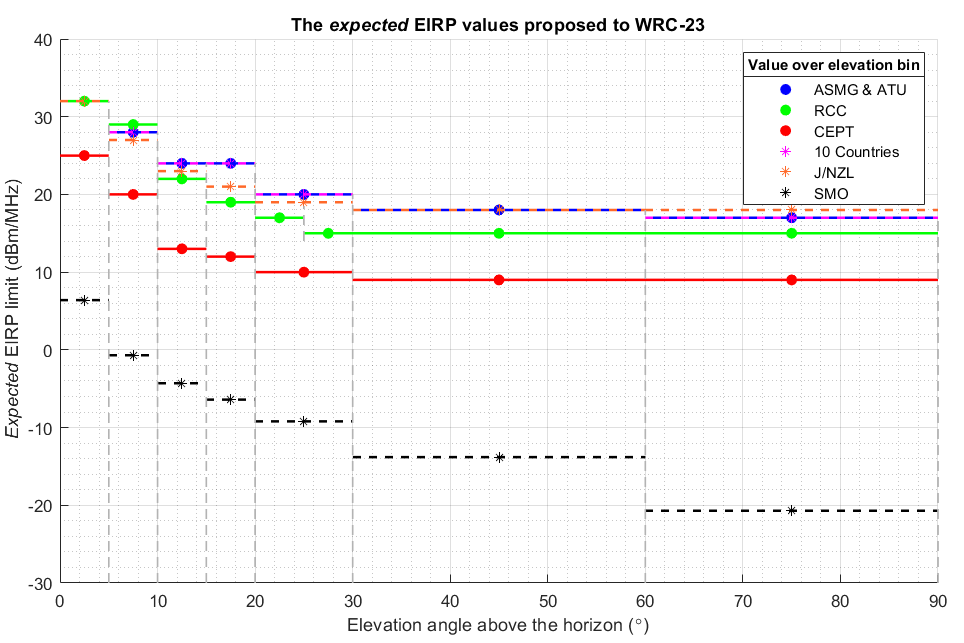 The expected EIRP values proposed to WRC-23
Value over elevation bin
ASMG & ATU
RCC
CEPT
10 Countries
J/NZL
SMO
Expected EIRP limit (dBm/MHz)
40
30
20
10
0
-10
-20
-30
0 10 20 30 40 50 60 70 80 90
Elevation angle above the horizon (°)